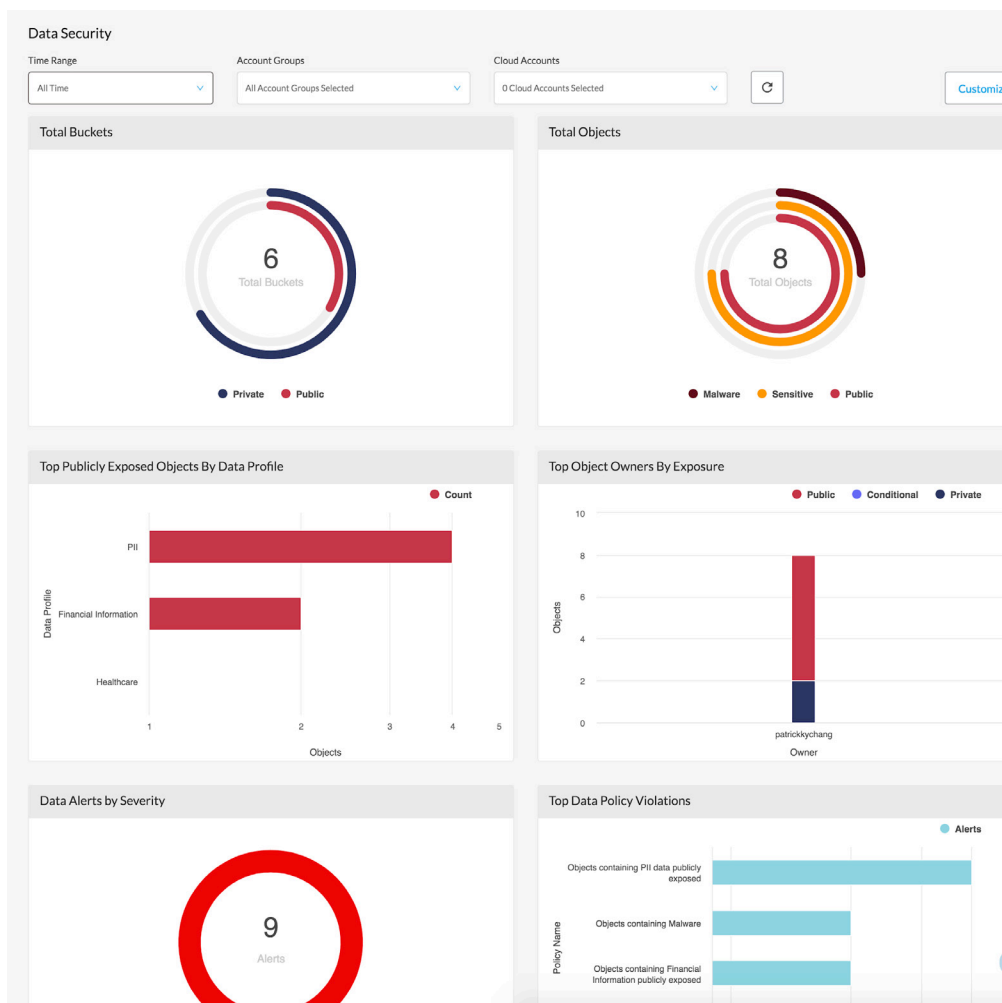 Data Security
Time Range
Account Groups
Cloud Accounts
All Time
All Account Groups Selected
0 Cloud Accounts Selected
Customiz
Total Buckets
Total Objects
6
Total Buckets
8
Total Objects
Private
Public
Malware
Sensitive
Public
Top Publicly Exposed Objects By Data Profile
Top Object Owners By Exposure
Count
Data Profile
PII
Financial Information
Healthcare
1
2
3
4
5
Objects
Public
Conditional
Private
Objects
10
8
6
4
2
0
patrickkychang
Owner
Data Alerts by Severity
Top Data Policy Violations
9
Alerts
Alerts
Policy Name
Objects containing PII data publicly
exposed
Objects containing Malware
Objects containing Financial
Information publicly exposed